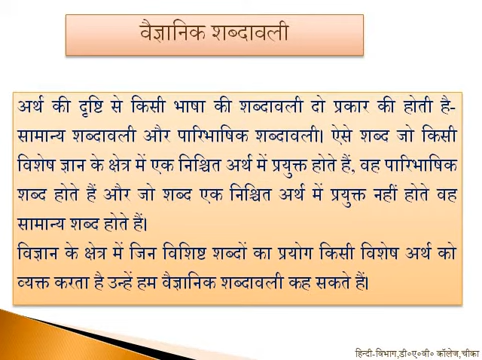 वैज्ञानिक शब्दावली
अर्थ की दृष्टि से किसी भाषा की शब्दावली दो प्रकार की होती है-
सामान्य शब्दावली और पारिभाषिक शब्दावली। ऐसे शब्द जो किसी
विशेष ज्ञान के क्षेत्र में एक निश्चित अर्थ में प्रयुक्त होते हैं, वह पारिभाषिक
शब्द होते हैं और जो शब्द एक निश्चित अर्थ में प्रयुक्त नहीं होते वह
सामान्य शब्द होते हैं।
विज्ञान के क्षेत्र में जिन विशिष्ट शब्दों का प्रयोग किसी विशेष अर्थ को
व्यक्त करता है उन्हें हम वैज्ञानिक शब्दावली कह सकते हैं।
हिन्दी-विभाग,डी०ए०वी० कॉलेज,चीका